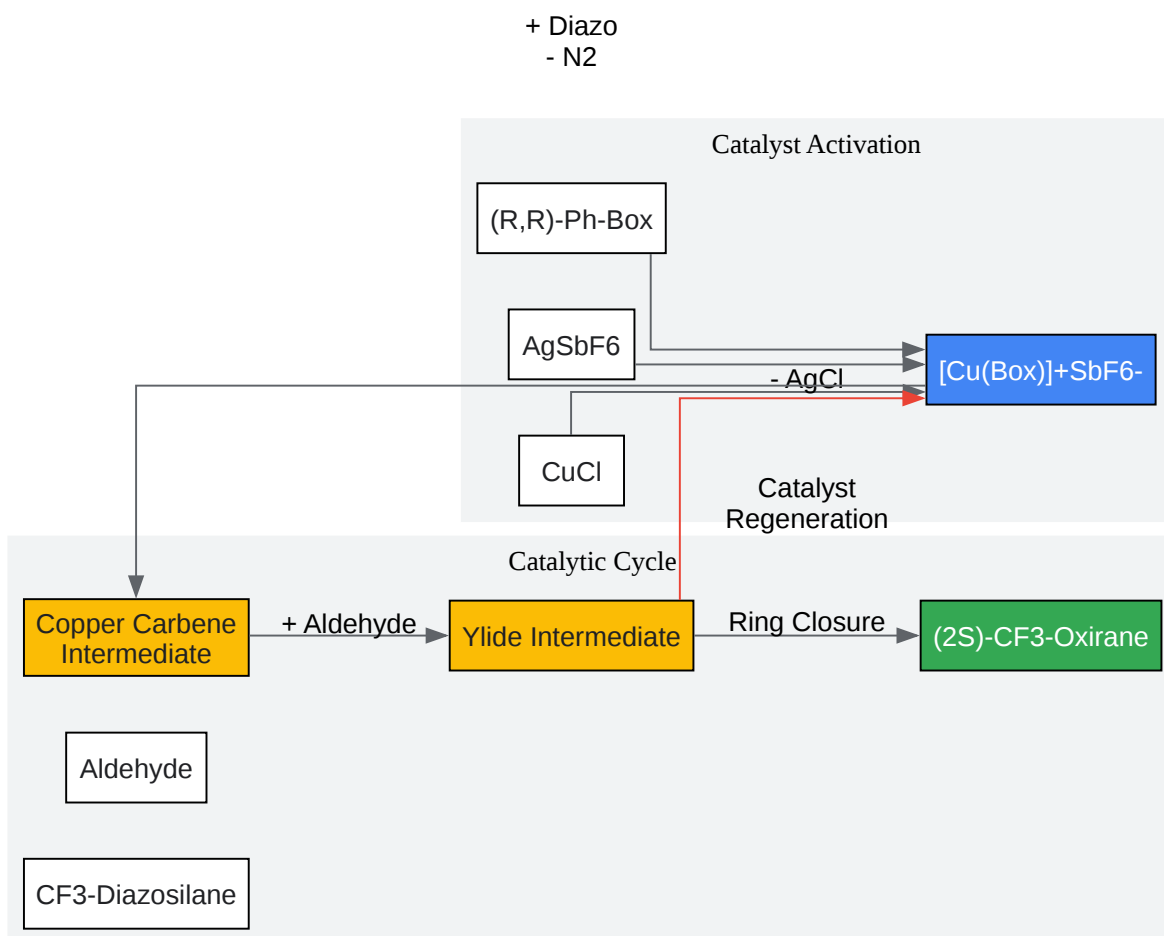 + Diazo
- N2
Catalyst Activation
(R,R)-Ph-Box
AgSbF6
[Cu(Box)]+SbF6-
- AgCl
CuCl
Catalyst
Regeneration
Catalytic Cycle
Copper Carbene
Intermediate
+ Aldehyde
Ylide Intermediate
Ring Closure
(2S)-CF3-Oxirane
Aldehyde
CF3-Diazosilane